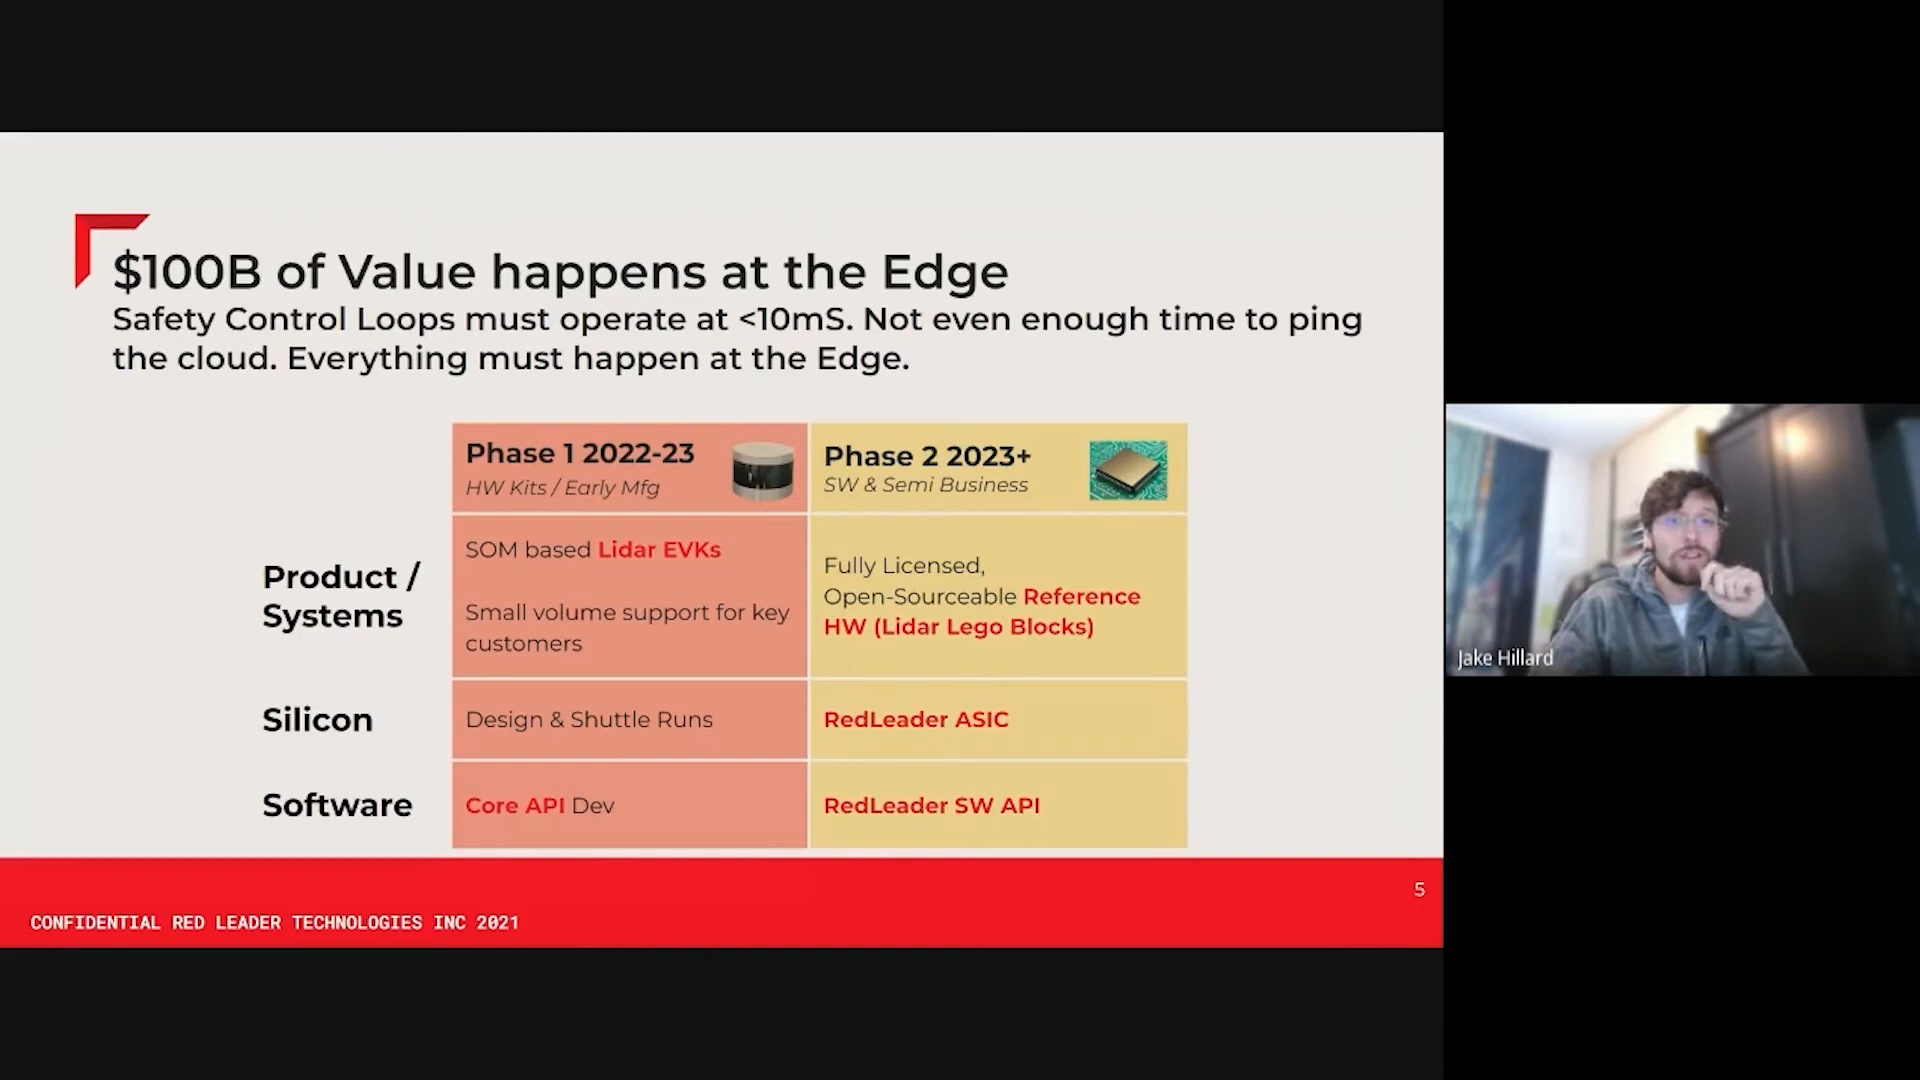 $100B of Value happens at the Edge
Safety Control Loops must operate at <10mS. Not even enough time to ping
the cloud. Everything must happen at the Edge.
Phase 1 2022-23
HW Kits / Early Mfg
Phase 2 2023+
SW & Semi Business
Product /
Systems
SOM based Lidar EVKs
Small volume support for key
customers
Fully Licensed,
Open-Sourceable Reference
HW (Lidar Lego Blocks)
Silicon
Design & Shuttle Runs
RedLeader ASIC
Software
Core API Dev
RedLeader SW API
5
CONFIDENTIAL RED LEADER TECHNOLOGIES INC 2021
Jake Hillard